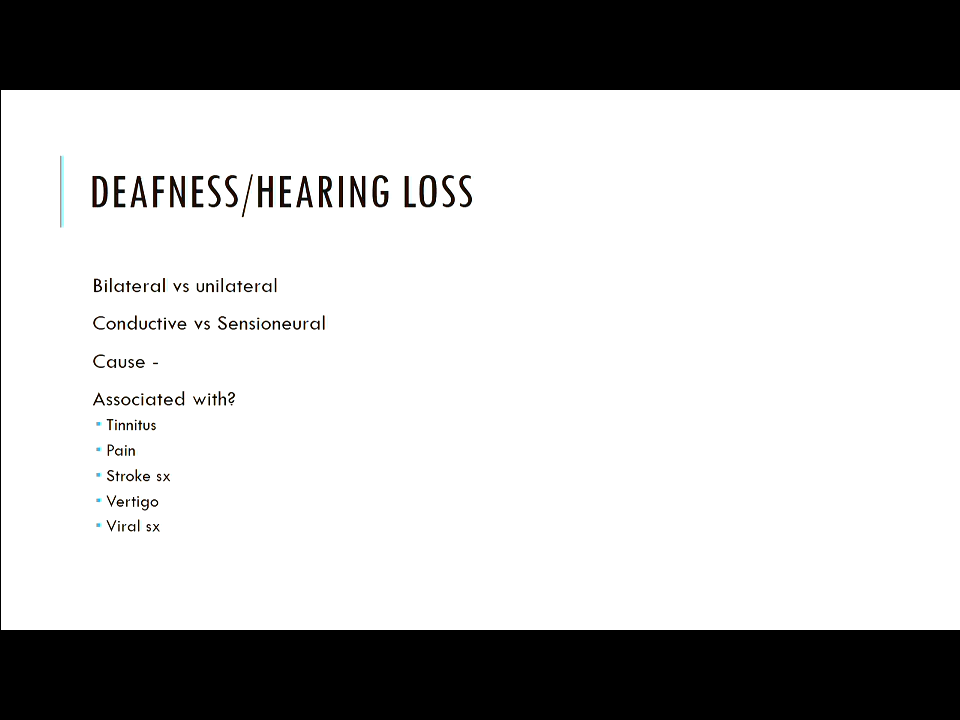 DEAFNESS/HEARING LOSS
Bilateral vs unilateral
Conductive vs Sensioneural
Cause -
Associated with?
Tinnitus
Pain
Stroke sx
Vertigo
Viral sx